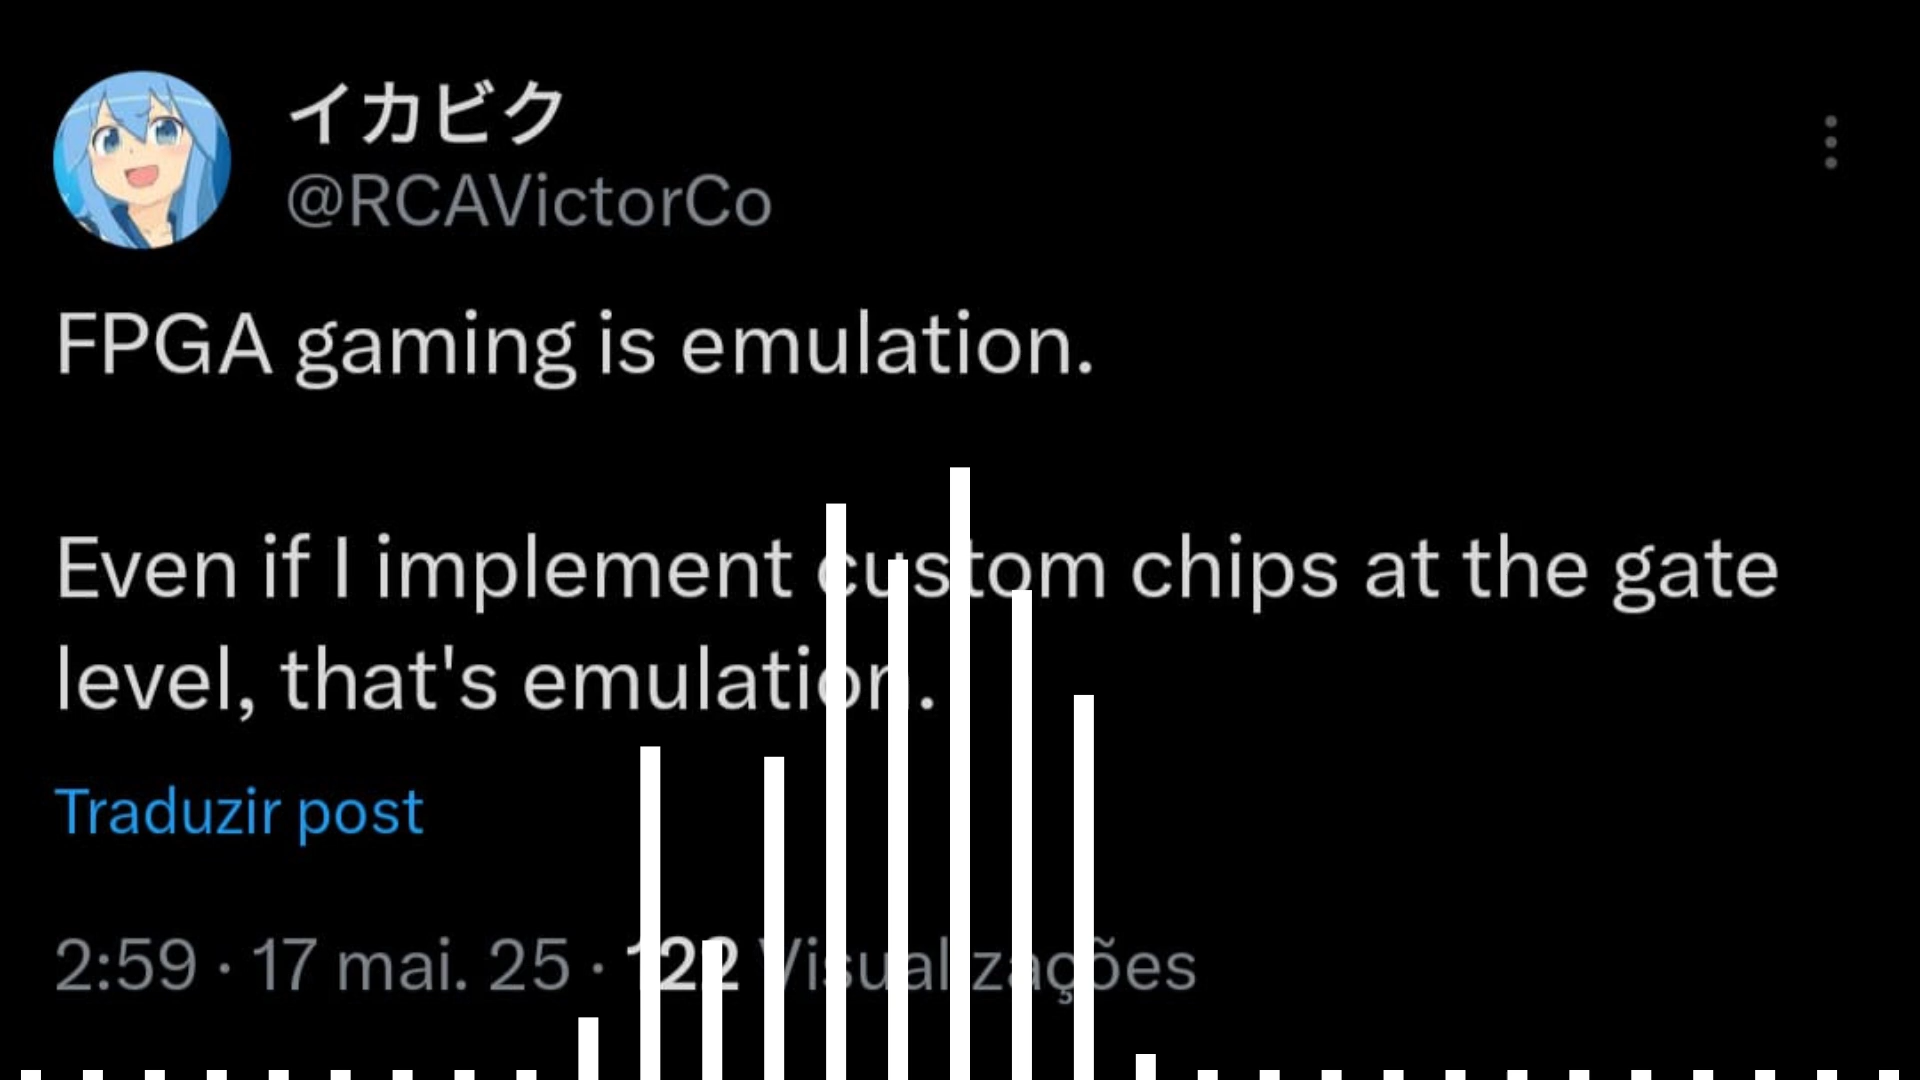 イカビク
@RCAVictorCo
FPGA gaming is emulation.
Even if I implement custom chips at the gate
level, that's emulation.
Traduzir post
2:59 · 17 mai. 25 · 122 Visualizações